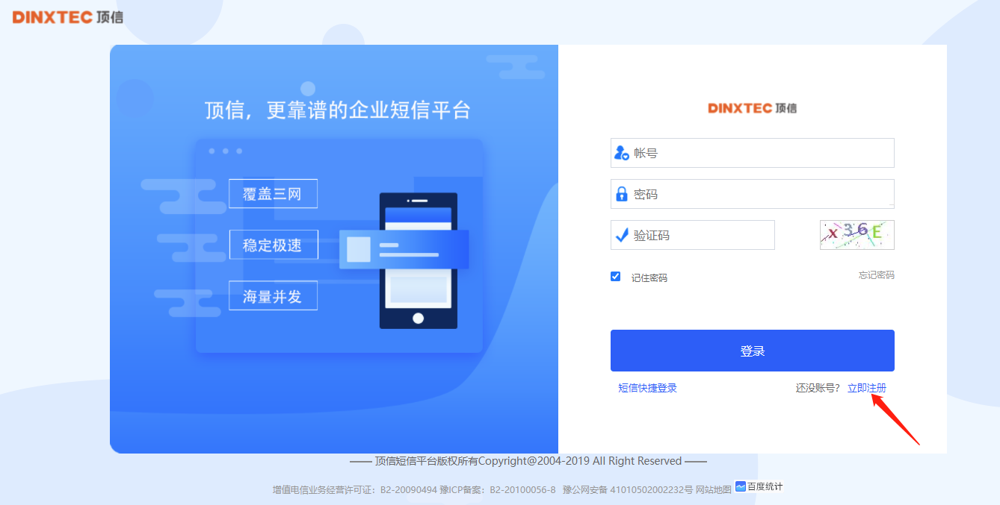 DINXTEC 顶信
顶信，更靠谱的企业短信平台
覆盖三网
稳定极速
海量并发
DINXTEC 顶信
帐号
密码
验证码
x36E
记住密码
忘记密码
登录
短信快捷登录
还没账号？ 立即注册
—— 顶信短信平台版权所有Copyright@2004-2019 All Right Reserved ——
增值电信业务经营许可证：B2-20090494 豫ICP备案：B2-20100056-8 豫公网安备 41010502002232号 网站地图 百度统计